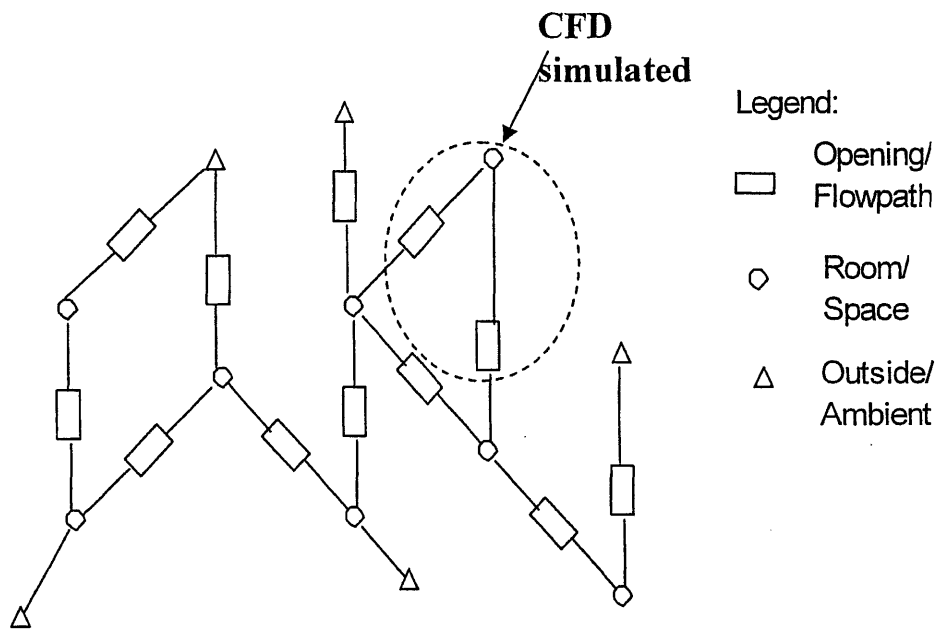 CFD
simulated
Legend:
Opening/
Flowpath
Room/
Space
Outside/
Ambient